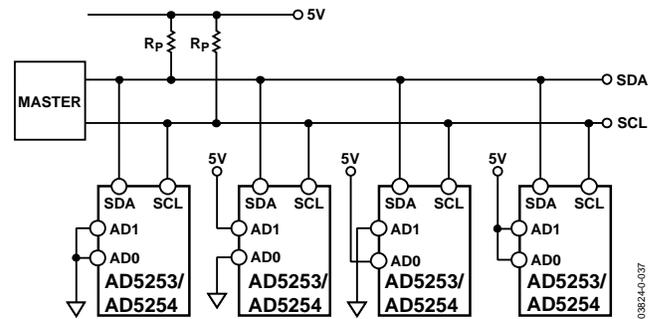 5V
RP RP
SDA
MASTER
SCL
5V 5V 5V
SDA SCL SDA SCL SDA SCL SDA SCL
AD1 AD1 AD1 AD1
AD0 AD0 AD0 AD0
AD5253/ AD5253/ AD5253/ AD5253/
AD5254 AD5254 AD5254 AD5254
03824-0-037